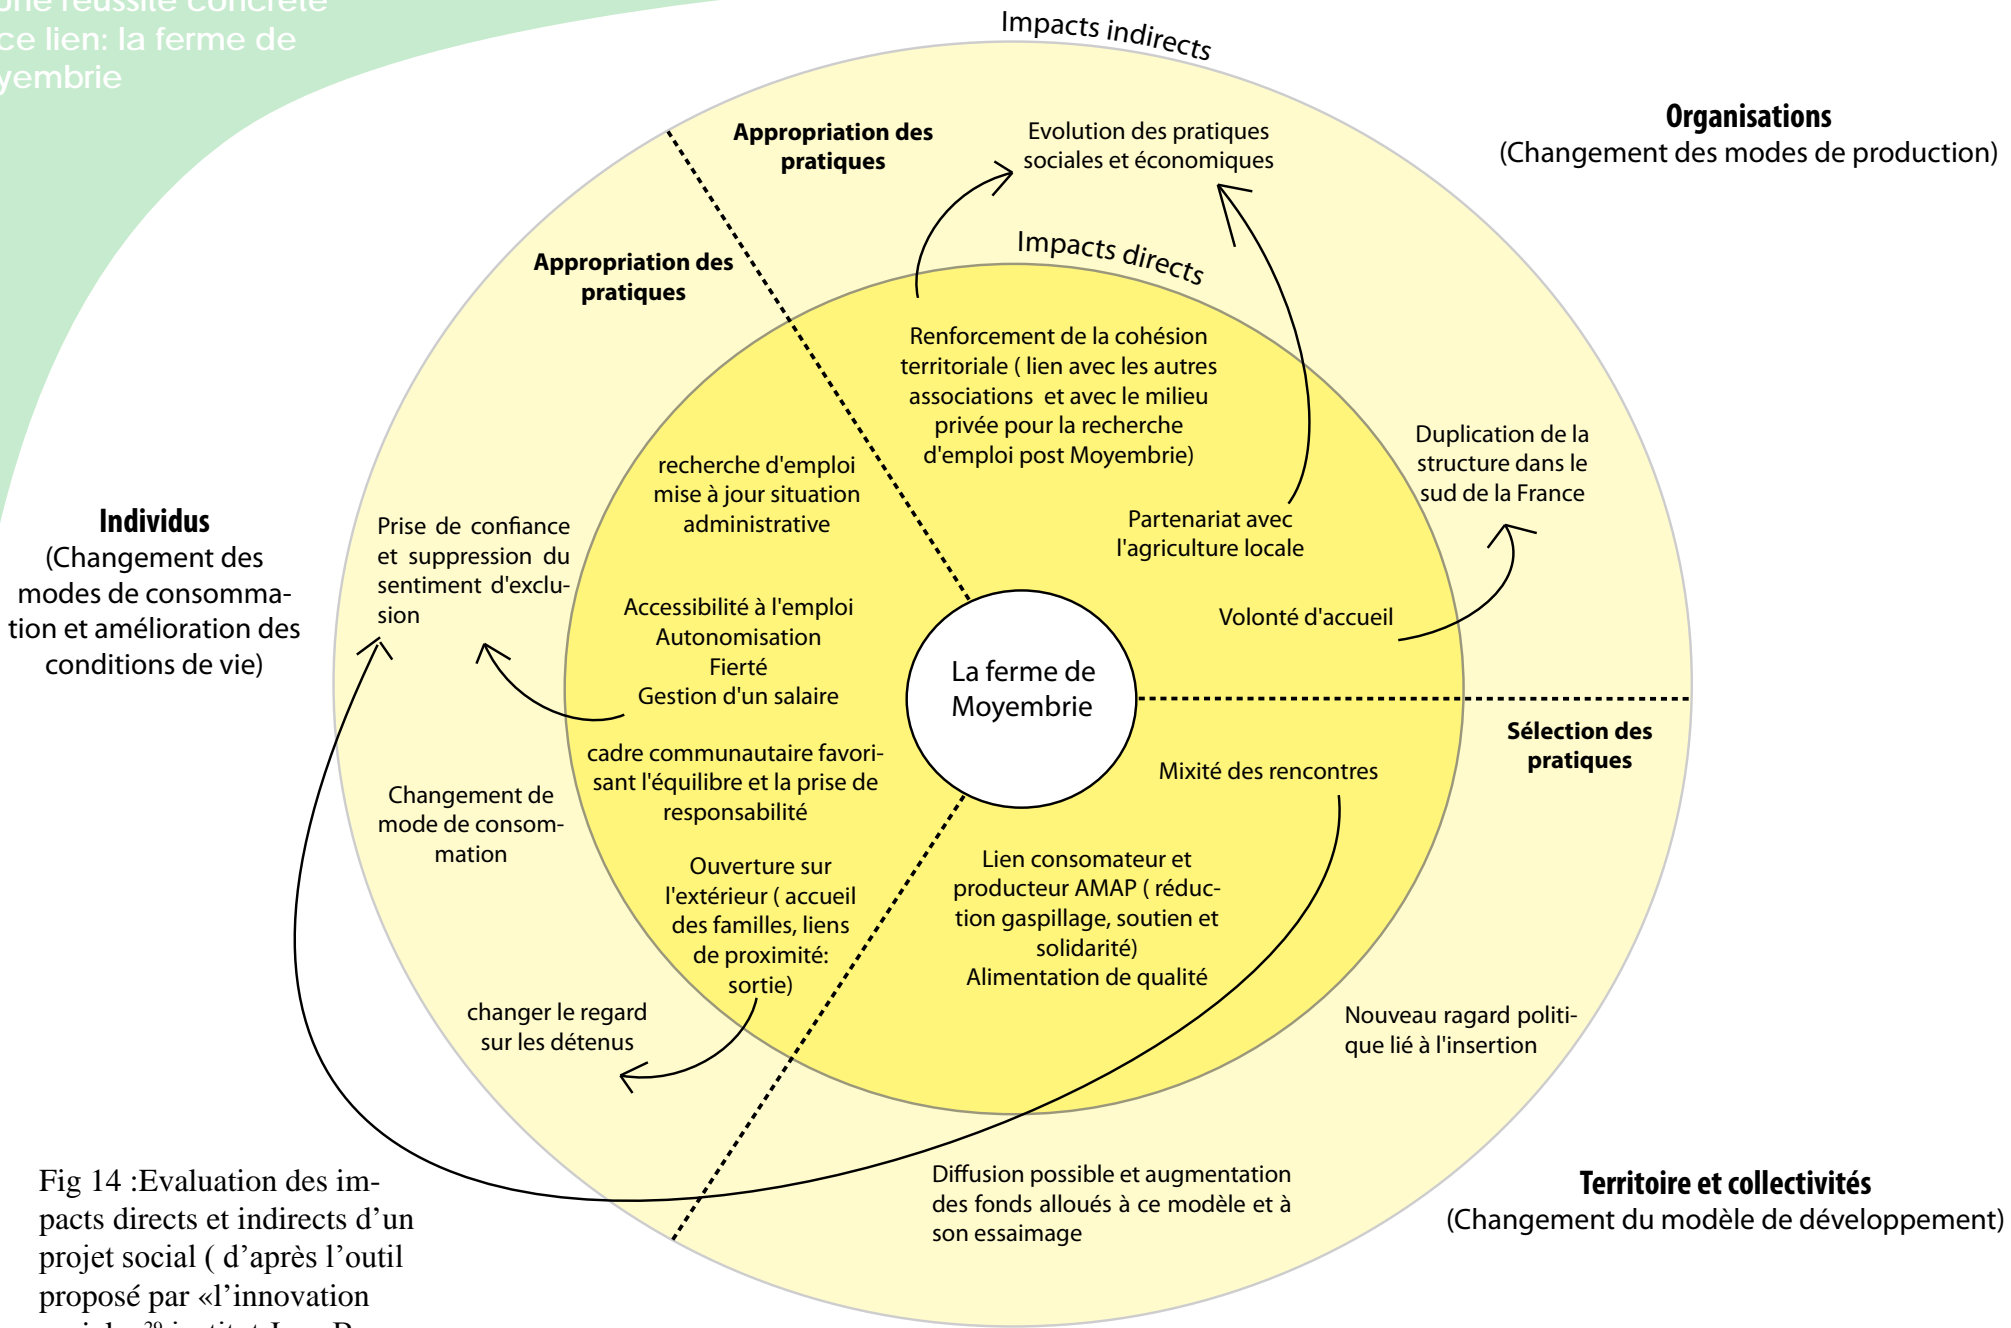 une réussite concrète
ce lien: la ferme de
Impacts indirects
Organisations
(Changement des modes de production)
Appropriation des
pratiques
Evolution des pratiques
sociales et économiques
Appropriation des
pratiques
Impacts directs
Renforcement de la cohésion
territoriale ( lien avec les autres
associations et avec le milieu
privée pour la recherche
d'emploi post Moyembrie)
recherche d'emploi
mise à jour situation
administrative
Partenariat avec
l'agriculture locale
Duplication de la
structure dans le
sud de la France
Individus
(Changement des
modes de consomma-
tion et amélioration des
conditions de vie)
Prise de confiance
et suppression du
sentiment d'exclu-
sion
Accessibilité à l'emploi
Autonomisation
Fierté
Gestion d'un salaire
Volonté d'accueil
La ferme de
Moyembrie
Sélection des
pratiques
cadre communautaire favori-
sant l'équilibre et la prise de
responsabilité
Mixité des rencontres
Changement de
mode de consom-
mation
Ouverture sur
l'extérieur ( accueil
des familles, liens
de proximité:
sortie)
Lien consomateur et
producteur AMAP ( réduc-
tion gaspillage, soutien et
solidarité)
Alimentation de qualité
changer le regard
sur les détenus
Nouveau ragard politi-
que lié à l'insertion
Diffusion possible et augmentation
des fonds alloués à ce modèle et à
son essaimage
Territoire et collectivités
(Changement du modèle de développement)
Fig 14 :Evaluation des im-
pacts directs et indirects d’un
projet social ( d’après l’outil
proposé par «l’innovation